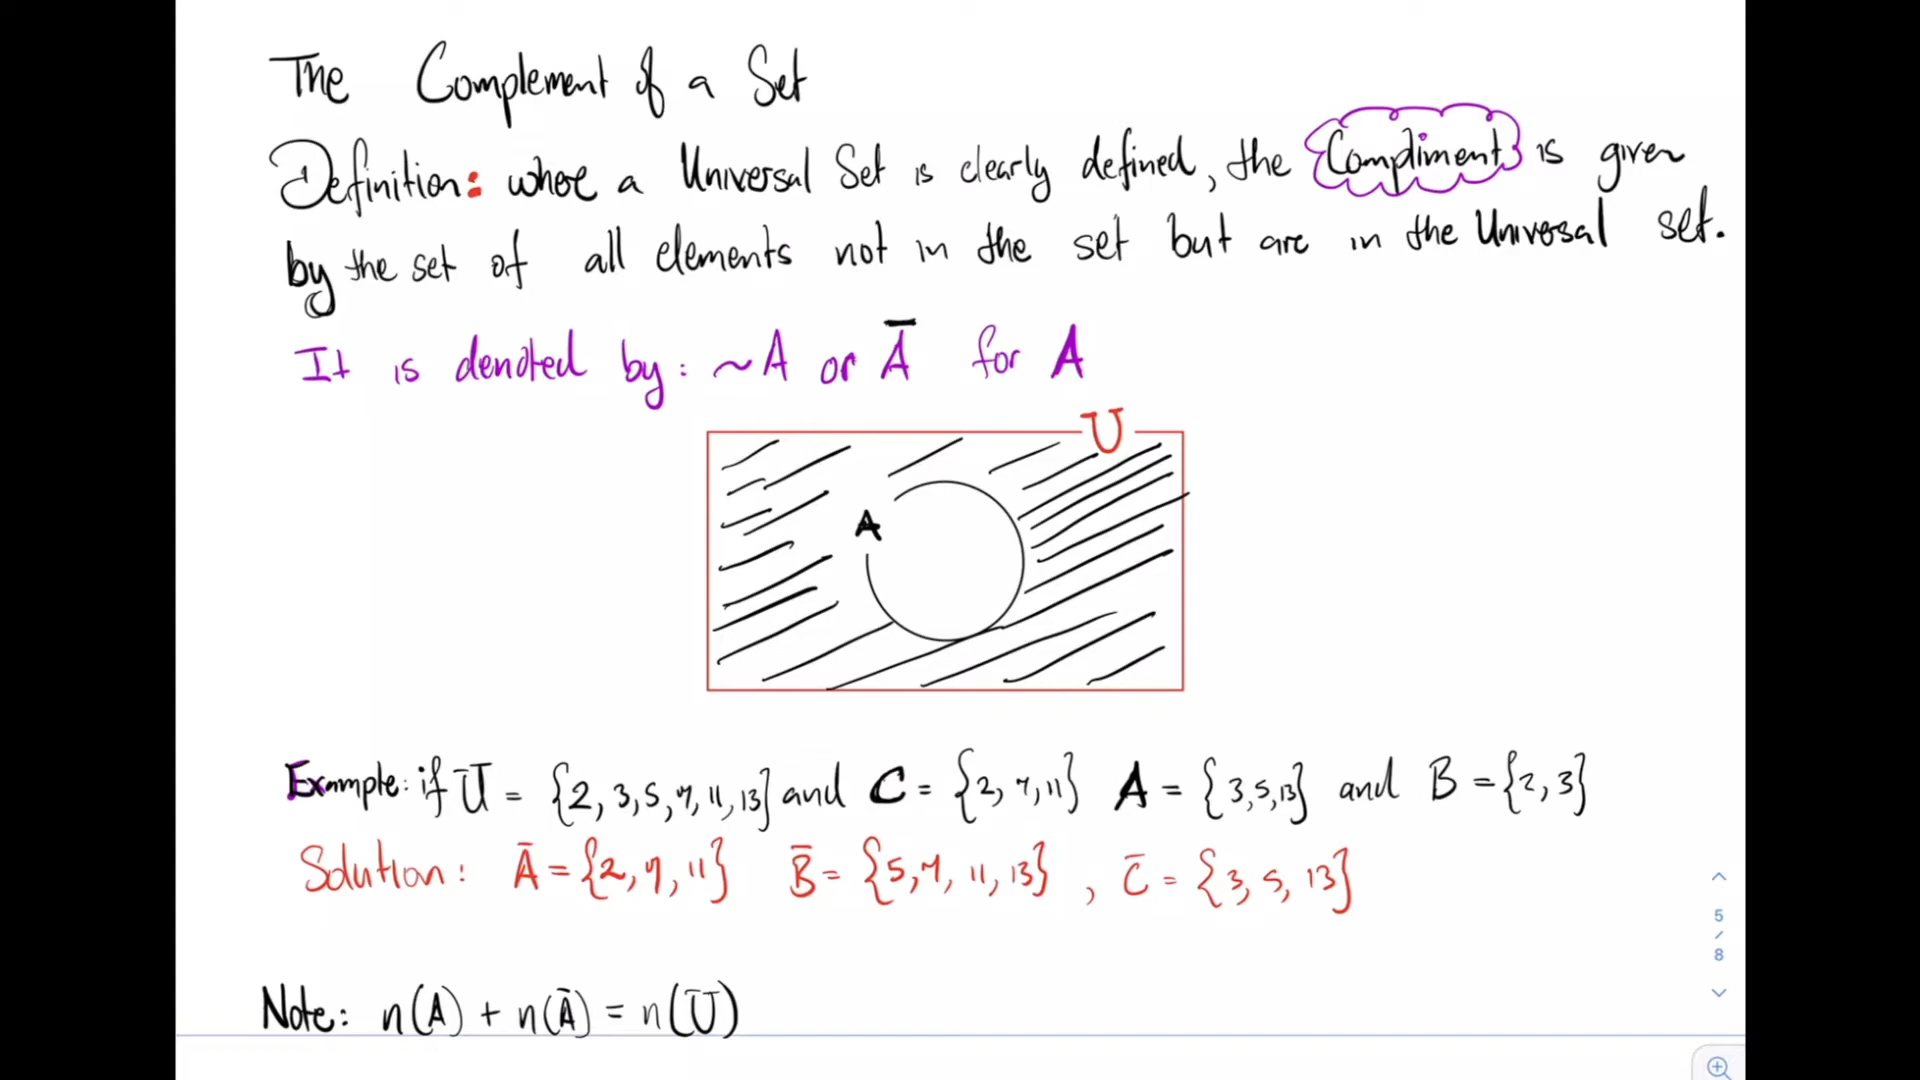 The Complement of a Set
Definition: where a Universal Set is clearly defined, the Compliment is given
by the set of all elements not in the set but are in the Universal set.
It is denoted by: ~A or Ā for A
U
A
Example: if U = {2, 3, 5, 7, 11, 13} and C = {2, 7, 11} A = {3, 5, 13} and B = {2, 3}
Solution: Ā = {2, 7, 11} B̄ = {5, 7, 11, 13} , C̄ = {3, 5, 13}
5
/
8
Note: n(A) + n(Ā) = n(U)